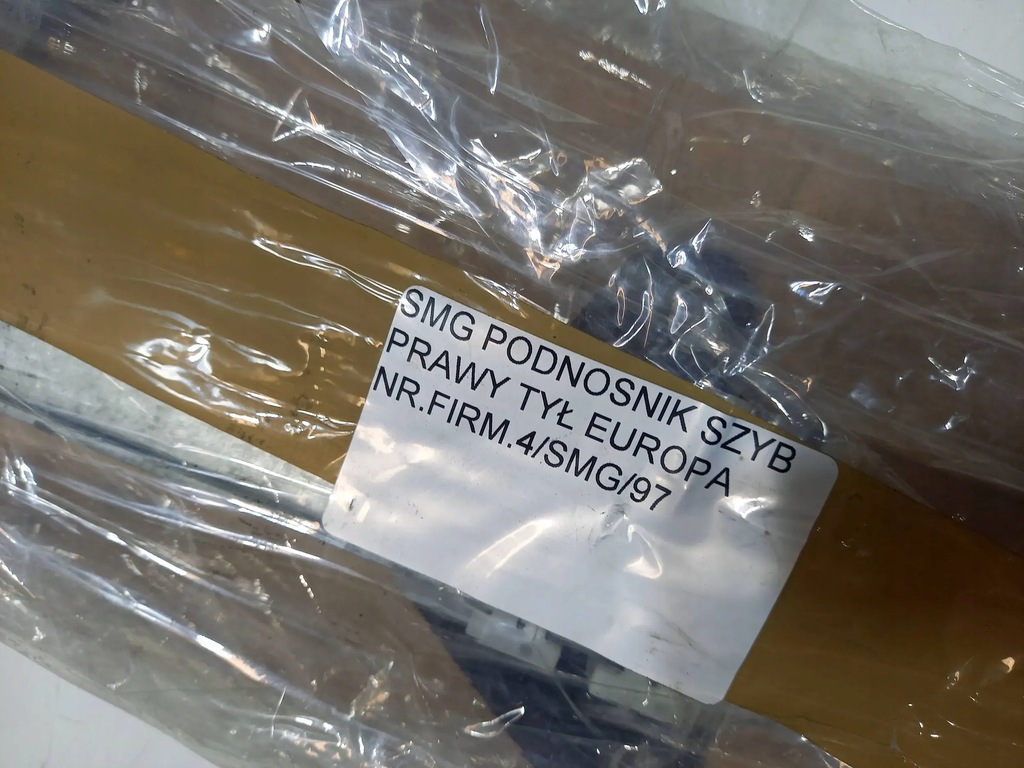 SMG PODNOSNIK SZYB
PRAWY TYŁ EUROPA
NR.FIRM.4/SMG/97